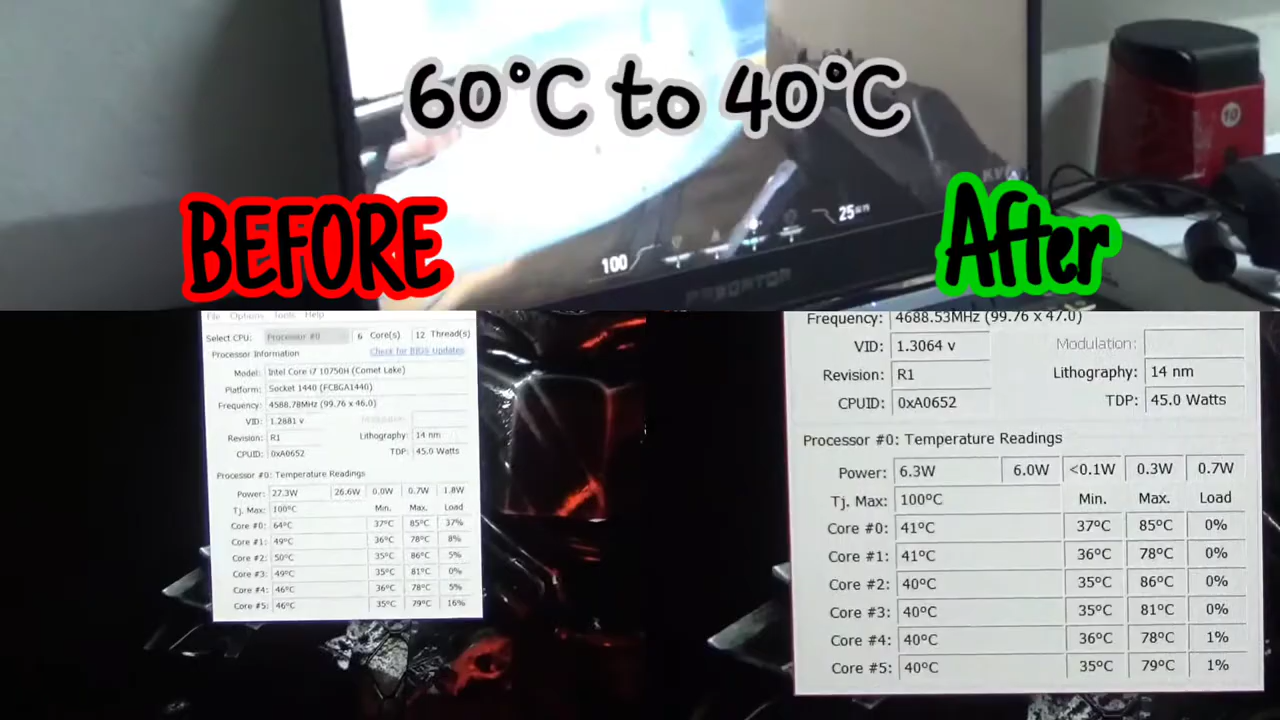 60°C to 40°C
10
25
100
PREDATOR
BEFORE
After
File Options Tools Help
Select CPU: Processor #0 6 Core(s) 12 Thread(s)
Processor Information Check for BIOS Updates
Model: Intel Core i7 10750H (Comet Lake)
Platform: Socket 1440 (FCBGA1440)
Frequency: 4588.78MHz (99.76 x 46.0)
VID: 1.2681 v
Revision: R1 Lithography: 14 nm
CPUID: 0xA0652 TDP: 45.0 Watts
Processor #0: Temperature Readings
Power: 27.3W 26.6W 0.0W 0.7W 1.8W
Tj. Max: 100°C Min. Max. Load
Core #0: 64°C 37°C 85°C 37%
Core #1: 49°C 36°C 78°C 8%
Core #2: 50°C 35°C 86°C 5%
Core #3: 49°C 35°C 81°C 0%
Core #4: 46°C 36°C 78°C 5%
Core #5: 46°C 35°C 79°C 16%
Frequency: 4688.53MHz (99.76 x 47.0)
VID: 1.3064 v Modulation:
Revision: R1 Lithography: 14 nm
CPUID: 0xA0652 TDP: 45.0 Watts
Processor #0: Temperature Readings
Power: 6.3W 6.0W <0.1W 0.3W 0.7W
Tj. Max: 100°C Min. Max. Load
Core #0: 41°C 37°C 85°C 0%
Core #1: 41°C 36°C 78°C 0%
Core #2: 40°C 35°C 86°C 0%
Core #3: 40°C 35°C 81°C 0%
Core #4: 40°C 36°C 78°C 1%
Core #5: 40°C 35°C 79°C 1%